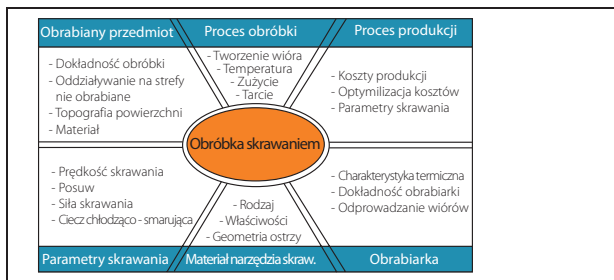 Obrabiany przedmiot
- Dokładność obróbki
- Oddziaływanie na strefy
nie obrabiane
- Topografia powierzchni
- Materiał
Proces obróbki
- Tworzenie wióra
- Temperatura
- Zużycie
- Tarcie
Proces produkcji
- Koszty produkcji
- Optymilizacja kosztów
- Parametry skrawania
Obróbka skrawaniem
- Prędkość skrawania
- Posuw
- Siła skrawania
- Ciecz chłodząco - smarująca
Parametry skrawania
- Rodzaj
- Właściwości
- Geometria ostrzy
Materiał narzędzia skraw.
- Charakterystyka termiczna
- Dokładność obrabiarki
- Odprowadzanie wiórów
Obrabiarka